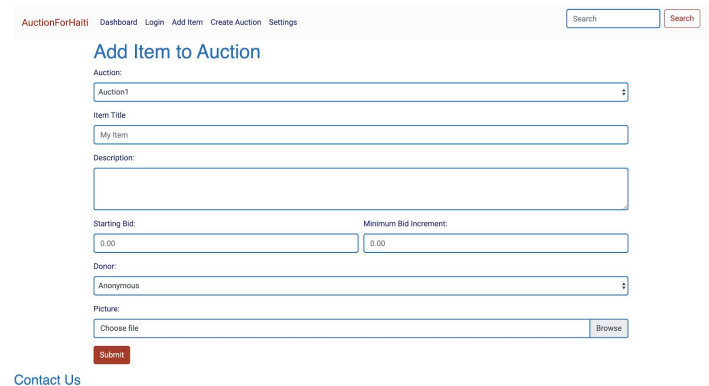 AuctionForHaiti Dashboard Login Add Item Create Auction Settings Search Search
Add Item to Auction
Auction:
Auction1
Item Title
My Item
Description:
Starting Bid: Minimum Bid Increment:
0.00 0.00
Donor:
Anonymous
Picture:
Choose file Browse
Submit
Contact Us